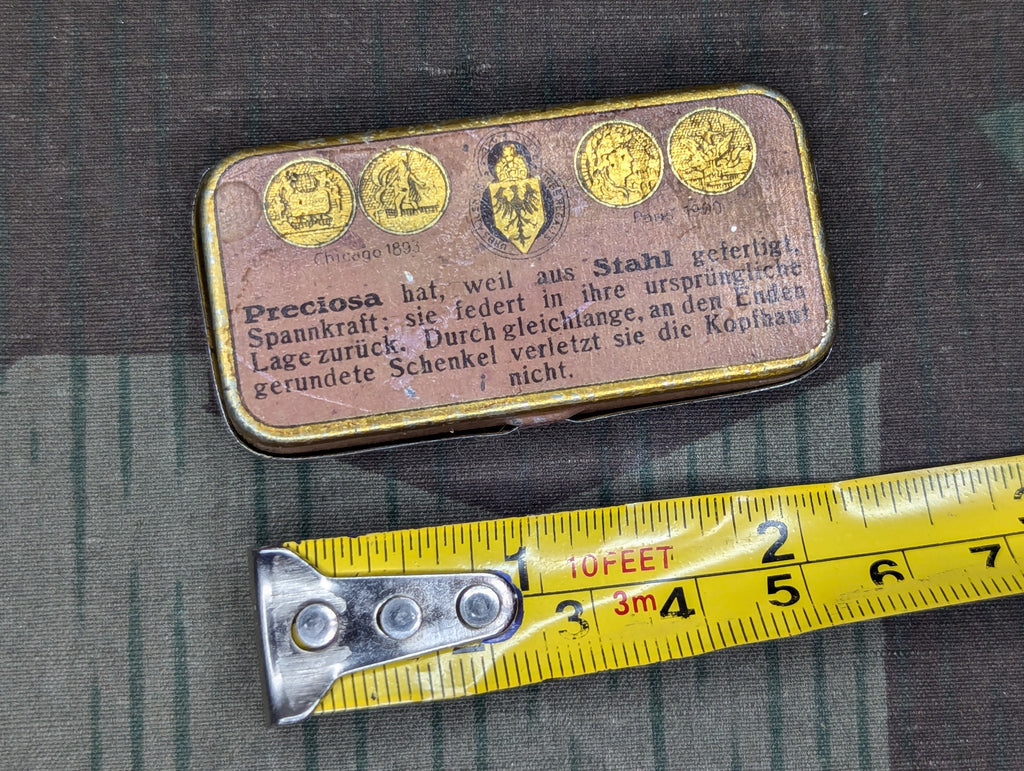 Chicago 1893
Paris 1900
Preciosa hat, weil aus Stahl gefertigt,
Spannkraft; sie federt in ihre ursprüngliche
Lage zurück. Durch gleichlange, an den Enden
gerundete Schenkel verletzt sie die Kopfhaut
nicht.
1 10FEET 2
3 3m 4 5 6 7